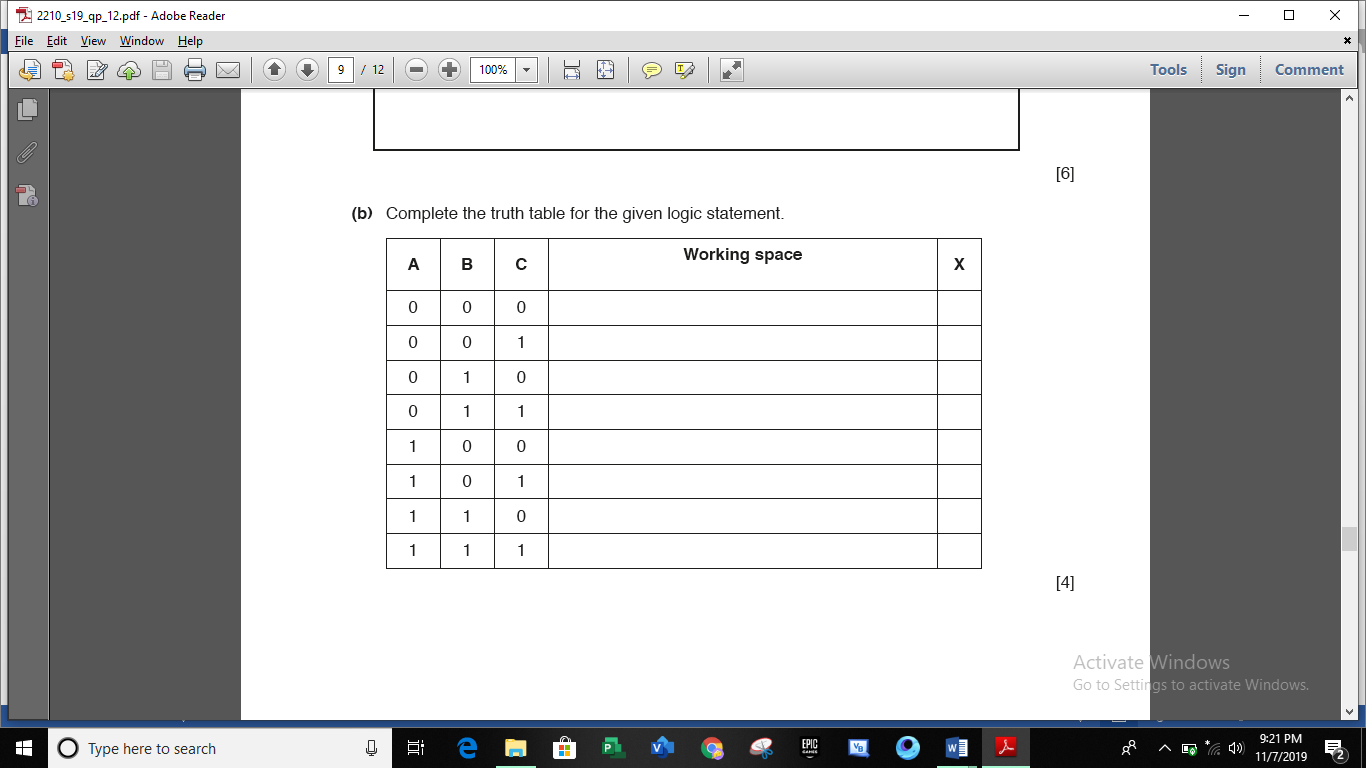 2210_s19_qp_12.pdf - Adobe Reader
File Edit View Window Help
9 / 12 100% Tools Sign Comment
[6]
(b) Complete the truth table for the given logic statement.
A B C Working space X
0 0 0
0 0 1
0 1 0
0 1 1
1 0 0
1 0 1
1 1 0
1 1 1
[4]
Activate Windows
Go to Settings to activate Windows.
Type here to search
EPIC
GAMES
9:21 PM
11/7/2019
2